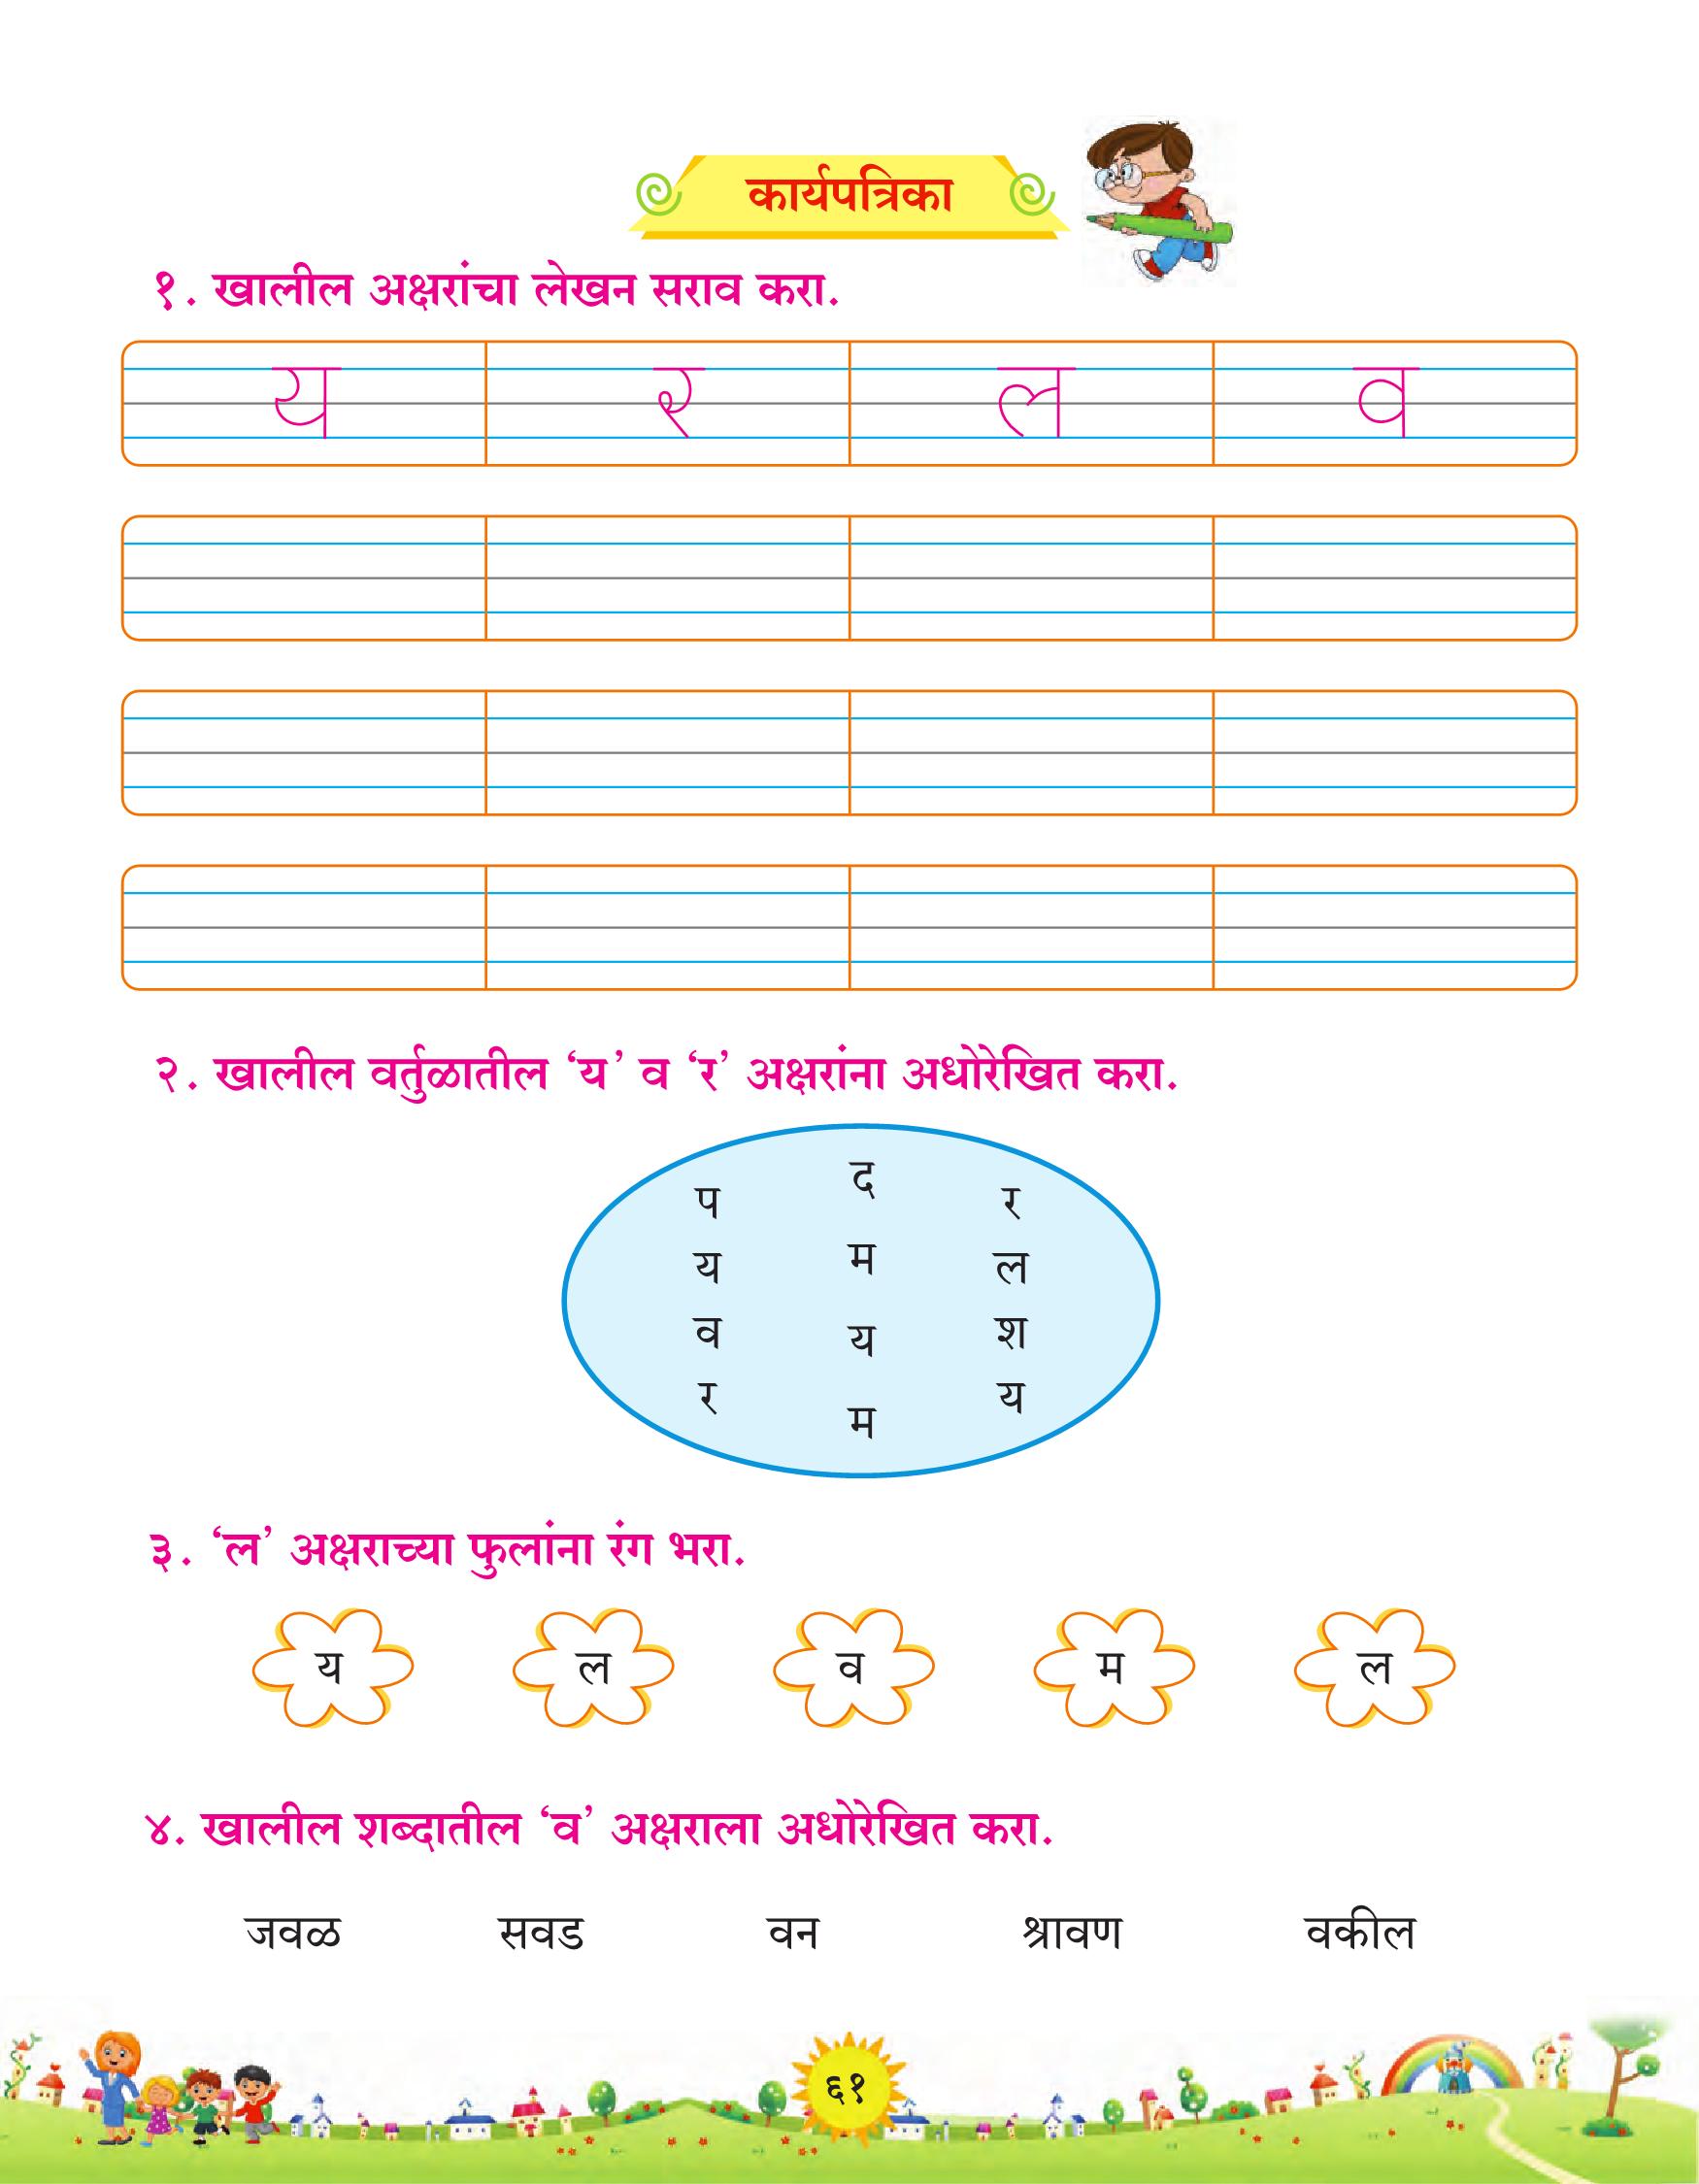 कार्यपत्रिका
१. खालील अक्षरांचा लेखन सराव करा.
य र ल व
२. खालील वर्तुळातील ‘य’ व ‘र’ अक्षरांना अधोरेखित करा.
प द र
य म ल
व य श
र म य
३. ‘ल’ अक्षराच्या फुलांना रंग भरा.
य ल व म ल
४. खालील शब्दातील ‘व’ अक्षराला अधोरेखित करा.
जवळ सवड वन श्रावण वकील
६१